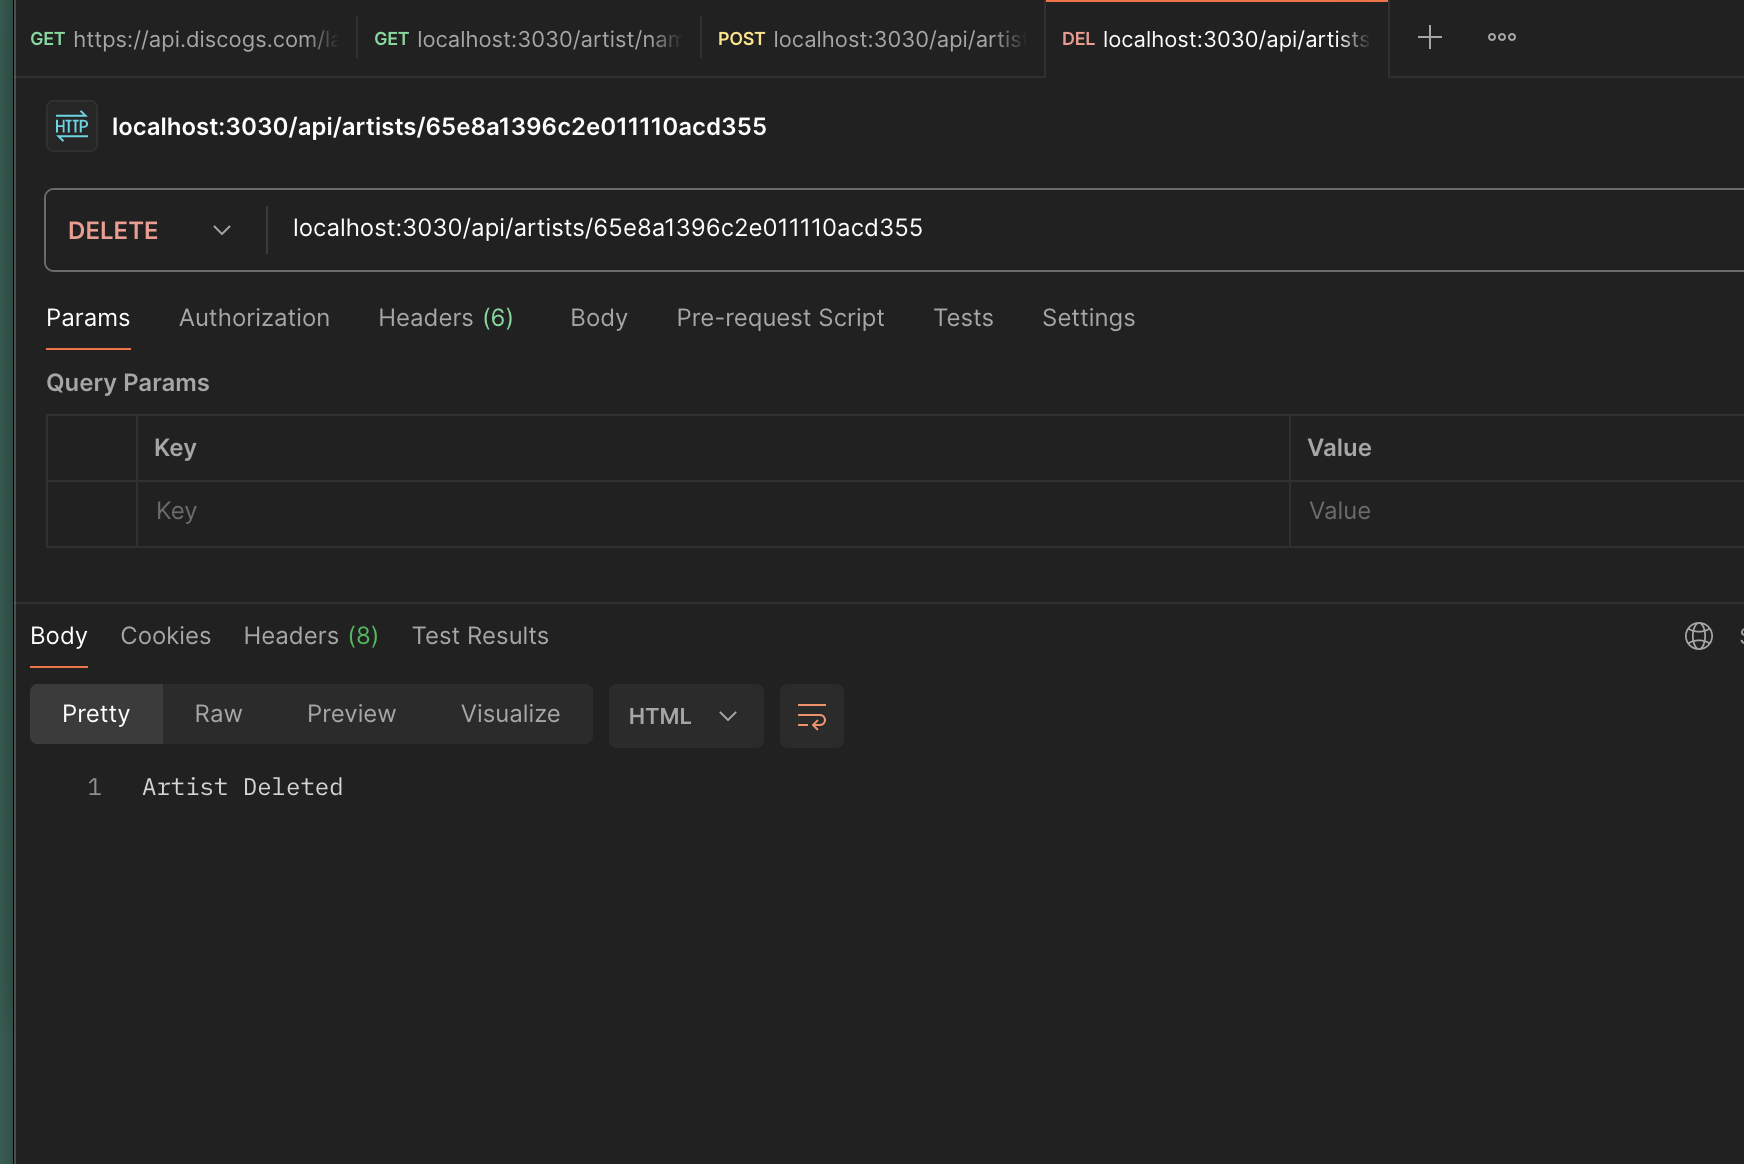 GET https://api.discogs.com/la
GET localhost:3030/artist/nam
POST localhost:3030/api/artis
DEL localhost:3030/api/artists
HTTP localhost:3030/api/artists/65e8a1396c2e011110acd355
DELETE localhost:3030/api/artists/65e8a1396c2e011110acd355
Params Authorization Headers (6) Body Pre-request Script Tests Settings
Query Params
Key Value
Key Value
Body Cookies Headers (8) Test Results
Pretty Raw Preview Visualize HTML
1 Artist Deleted